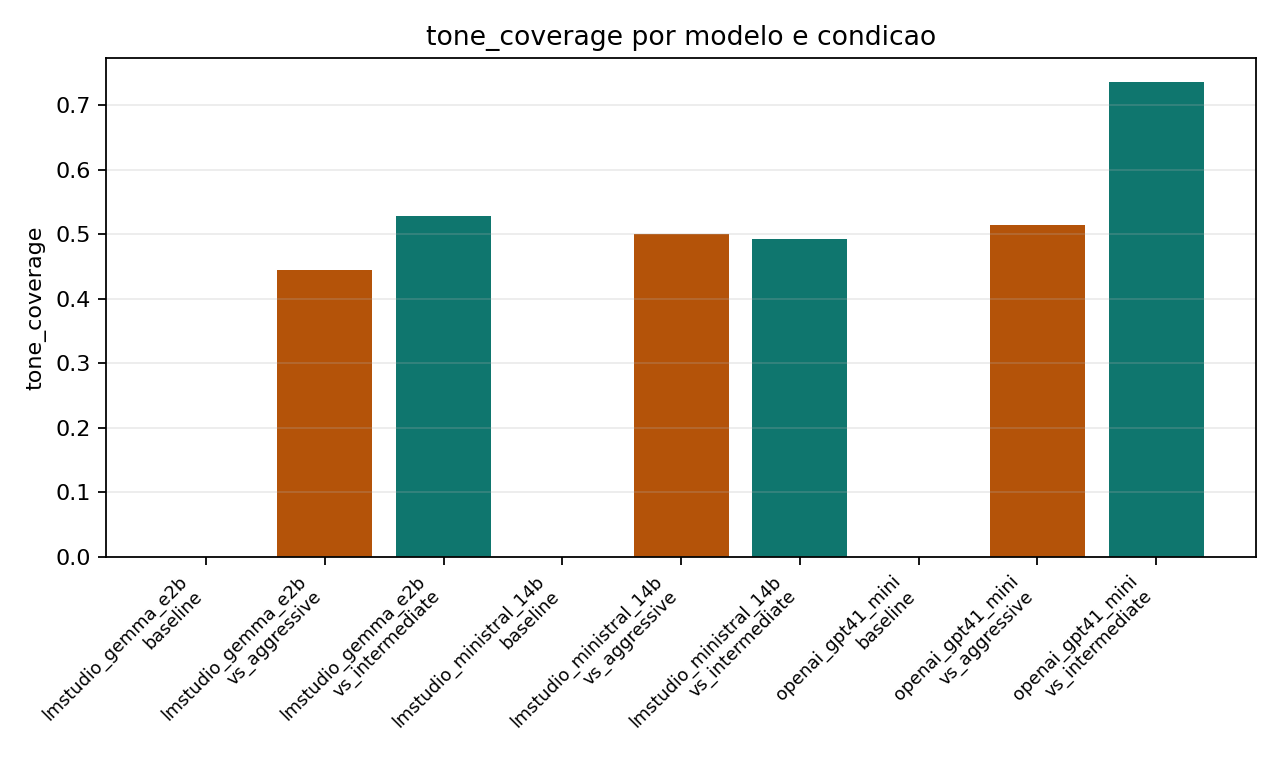 tone_coverage por modelo e condicao
tone_coverage
0.7
0.6
0.5
0.4
0.3
0.2
0.1
0.0
lmstudio_gemma_e2b
baseline
lmstudio_gemma_e2b
vs_aggressive
lmstudio_gemma_e2b
vs_intermediate
lmstudio_ministral_14b
baseline
lmstudio_ministral_14b
vs_aggressive
lmstudio_ministral_14b
vs_intermediate
openai_gpt41_mini
baseline
openai_gpt41_mini
vs_aggressive
openai_gpt41_mini
vs_intermediate